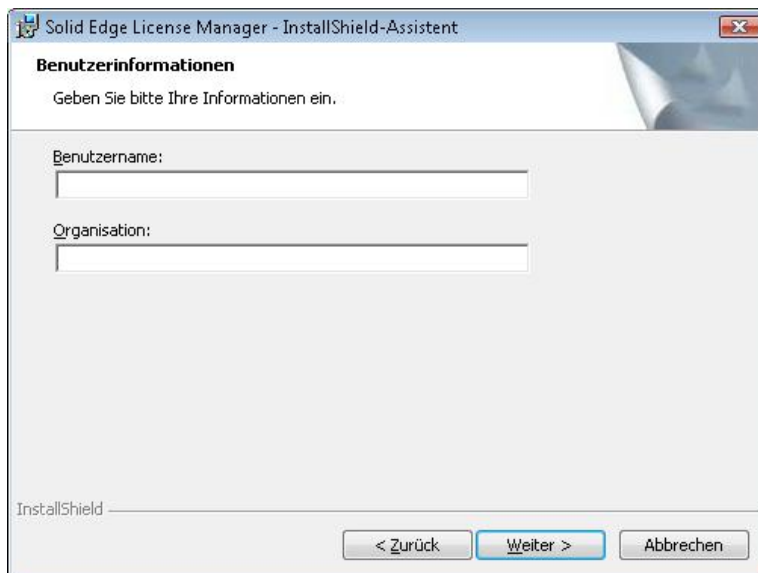 Solid Edge License Manager - InstallShield-Assistent
Benutzerinformationen
Geben Sie bitte Ihre Informationen ein.
Benutzername:
Organisation:
InstallShield
< Zurück
Weiter >
Abbrechen